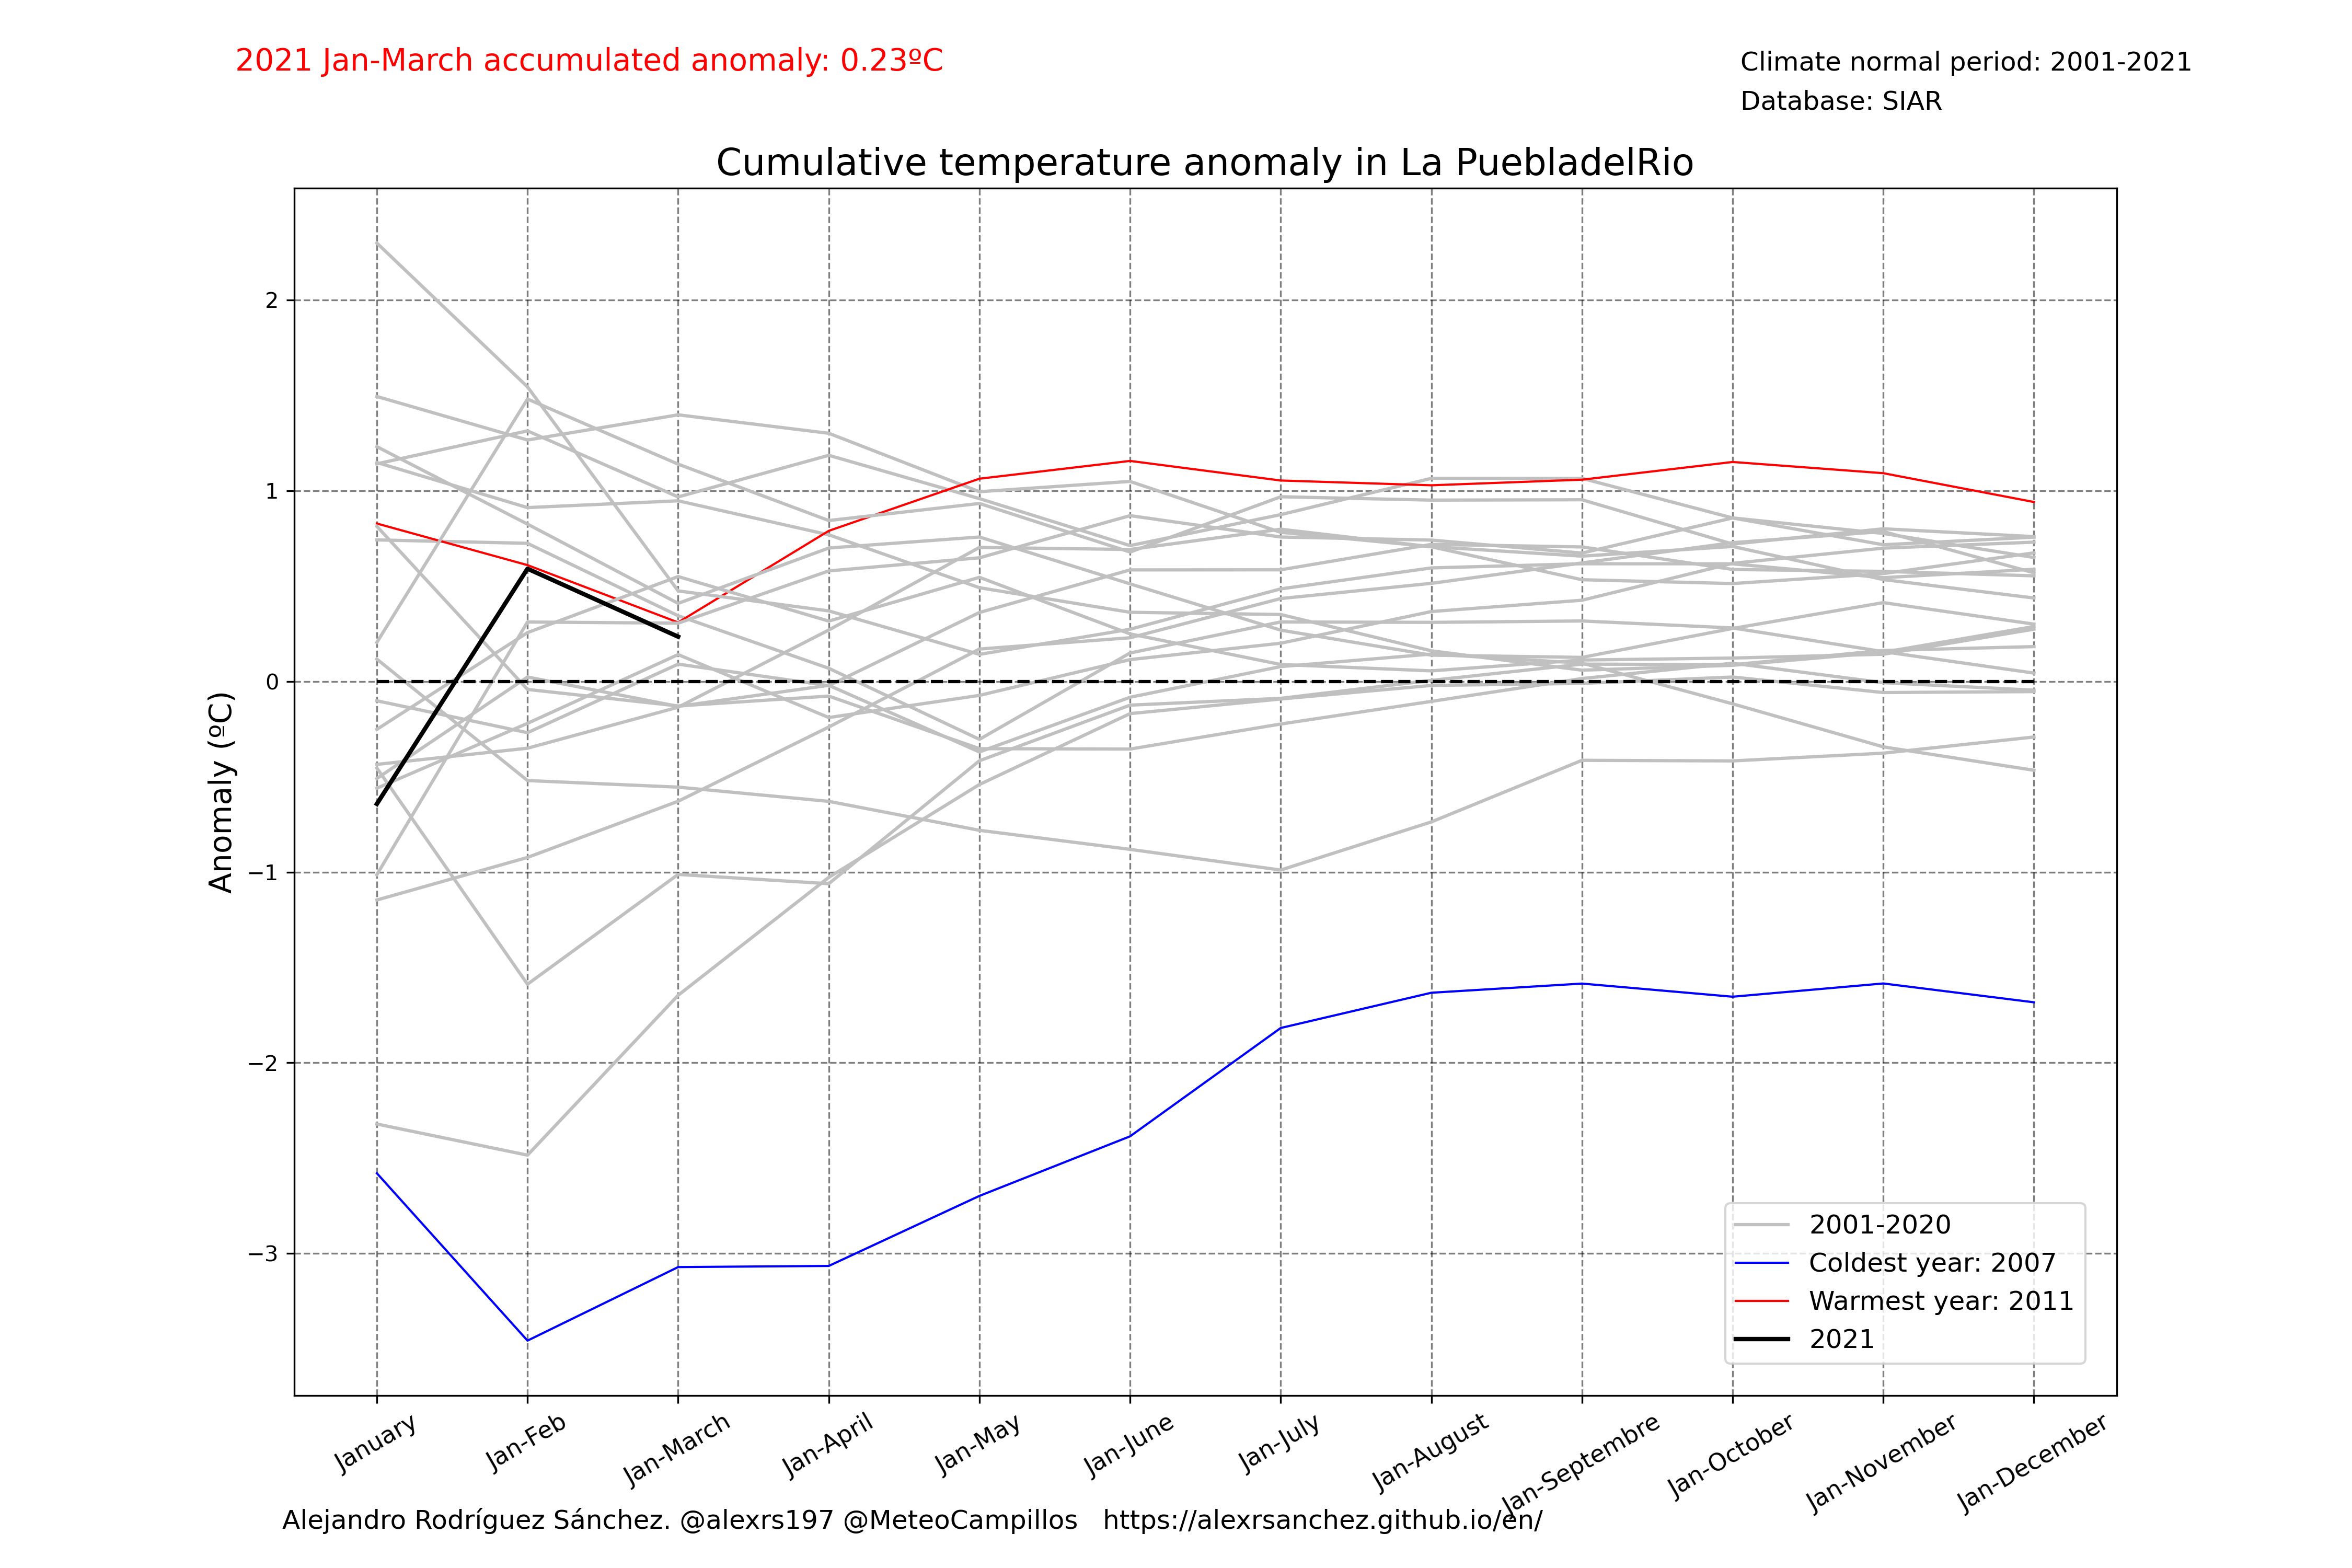 2021 Jan-March accumulated anomaly: 0.23ºC
Climate normal period: 2001-2021
Database: SIAR
Cumulative temperature anomaly in La PuebladelRio
Anomaly (ºC)
2
1
0
−1
−2
−3
2001-2020
Coldest year: 2007
Warmest year: 2011
2021
January
Jan-Feb
Jan-March
Jan-April
Jan-May
Jan-June
Jan-July
Jan-August
Jan-Septembre
Jan-October
Jan-November
Jan-December
Alejandro Rodríguez Sánchez. @alexrs197 @MeteoCampillos   https://alexrsanchez.github.io/en/